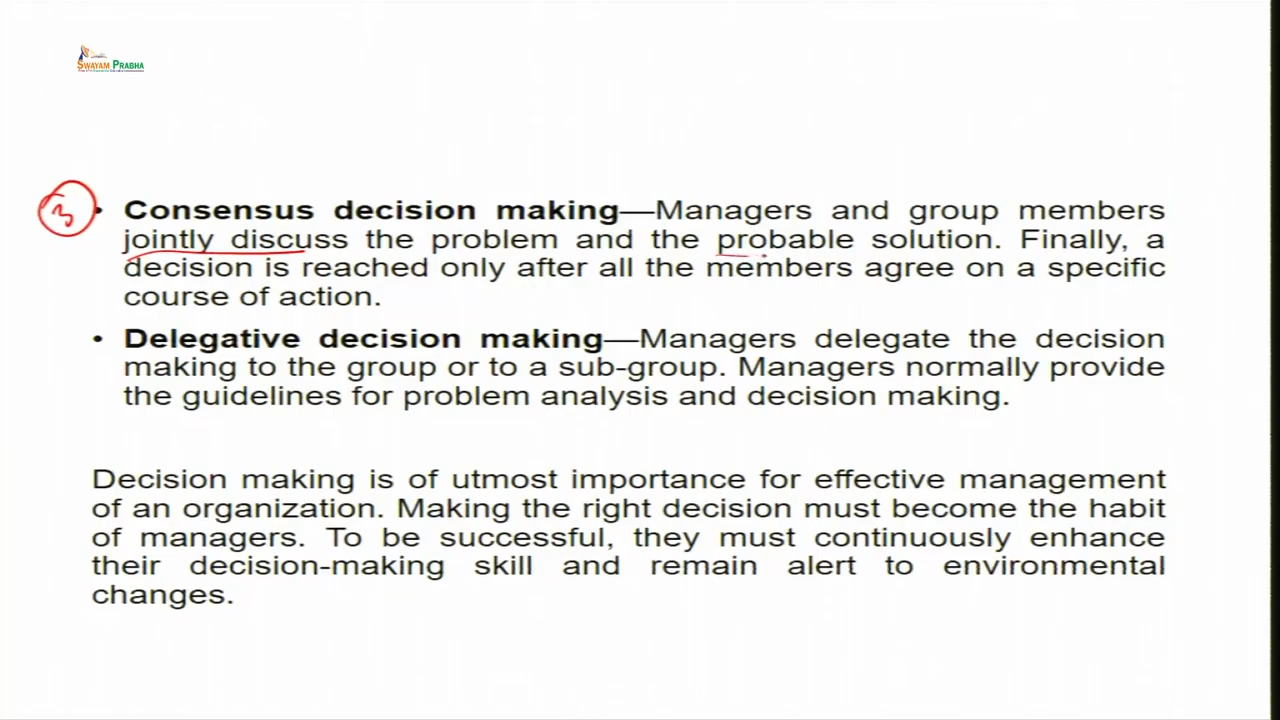 SWAYAM PRABHA
3
• Consensus decision making—Managers and group members
jointly discuss the problem and the probable solution. Finally, a
decision is reached only after all the members agree on a specific
course of action.
• Delegative decision making—Managers delegate the decision
making to the group or to a sub-group. Managers normally provide
the guidelines for problem analysis and decision making.
Decision making is of utmost importance for effective management
of an organization. Making the right decision must become the habit
of managers. To be successful, they must continuously enhance
their decision-making skill and remain alert to environmental
changes.